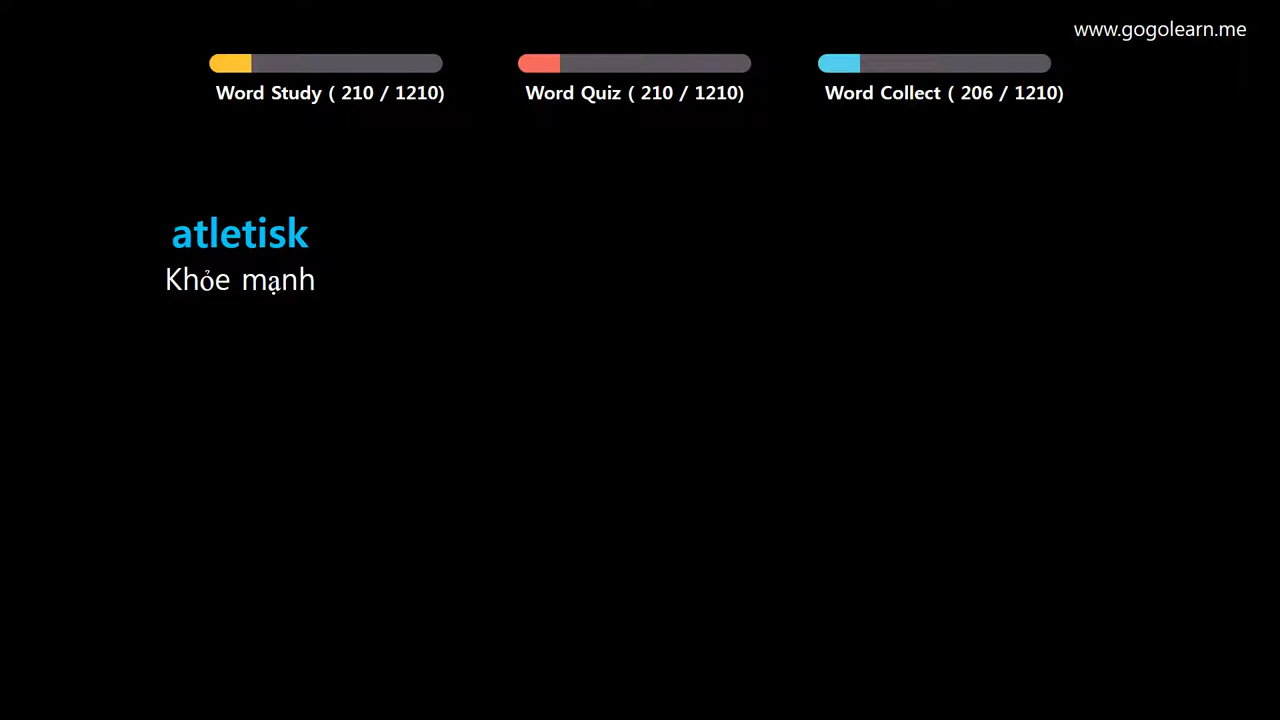 www.gogolearn.me
Word Study ( 210 / 1210)
Word Quiz ( 210 / 1210)
Word Collect ( 206 / 1210)
atletisk
Khỏe mạnh